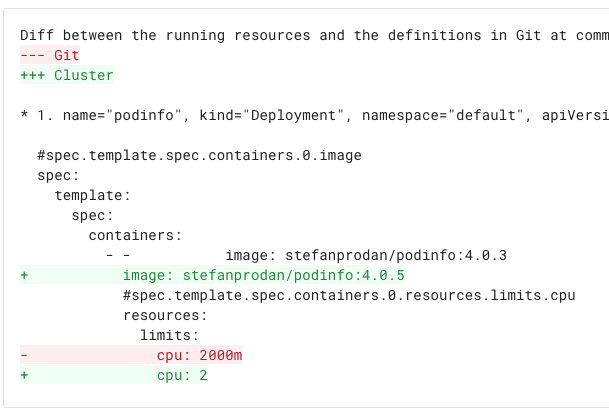 Diff between the running resources and the definitions in Git at comm
--- Git
+++ Cluster
* 1. name="podinfo", kind="Deployment", namespace="default", apiVersi
#spec.template.spec.containers.0.image
spec:
template:
spec:
containers:
- - image: stefanprodan/podinfo:4.0.3
+ image: stefanprodan/podinfo:4.0.5
#spec.template.spec.containers.0.resources.limits.cpu
resources:
limits:
- cpu: 2000m
+ cpu: 2